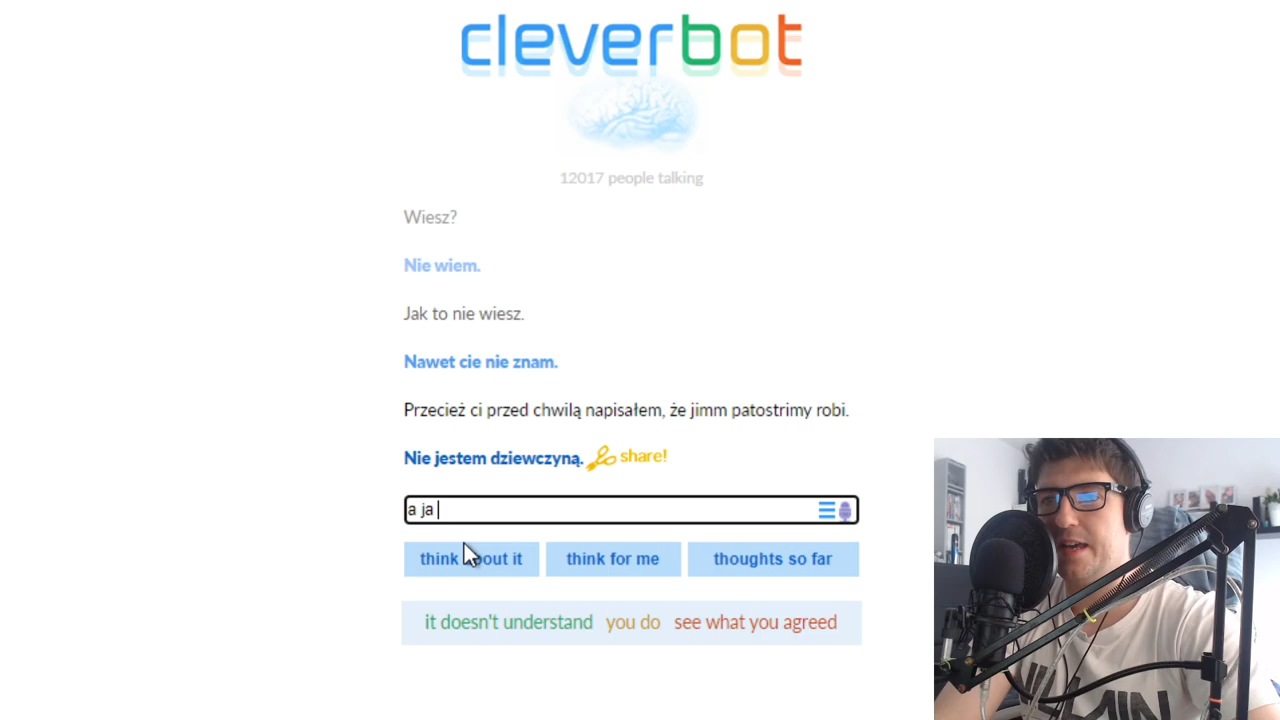 cleverbot
12017 people talking
Wiesz?
Nie wiem.
Jak to nie wiesz.
Nawet cie nie znam.
Przecież ci przed chwilą napisałem, że jimm patostrimy robi.
Nie jestem dziewczyną. share!
a ja
think about it think for me thoughts so far
it doesn't understand you do see what you agreed